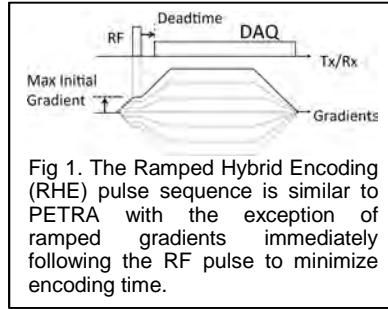 Deadtime
RF
DAQ
Tx/Rx
Max Initial
Gradient
Gradients
Fig 1. The Ramped Hybrid Encoding
(RHE) pulse sequence is similar to
PETRA with the exception of
ramped gradients immediately
following the RF pulse to minimize
encoding time.